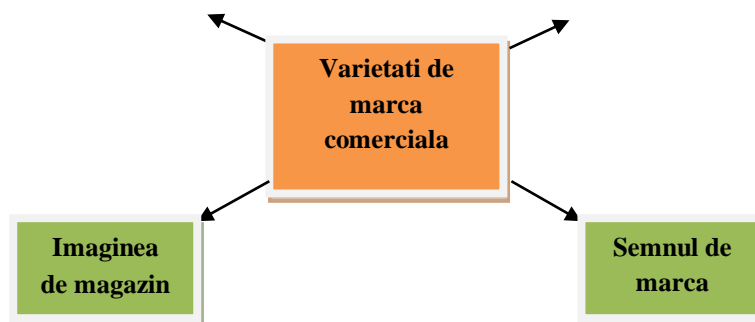 Varietati de
marca
comerciala
Imaginea
de magazin
Semnul de
marca